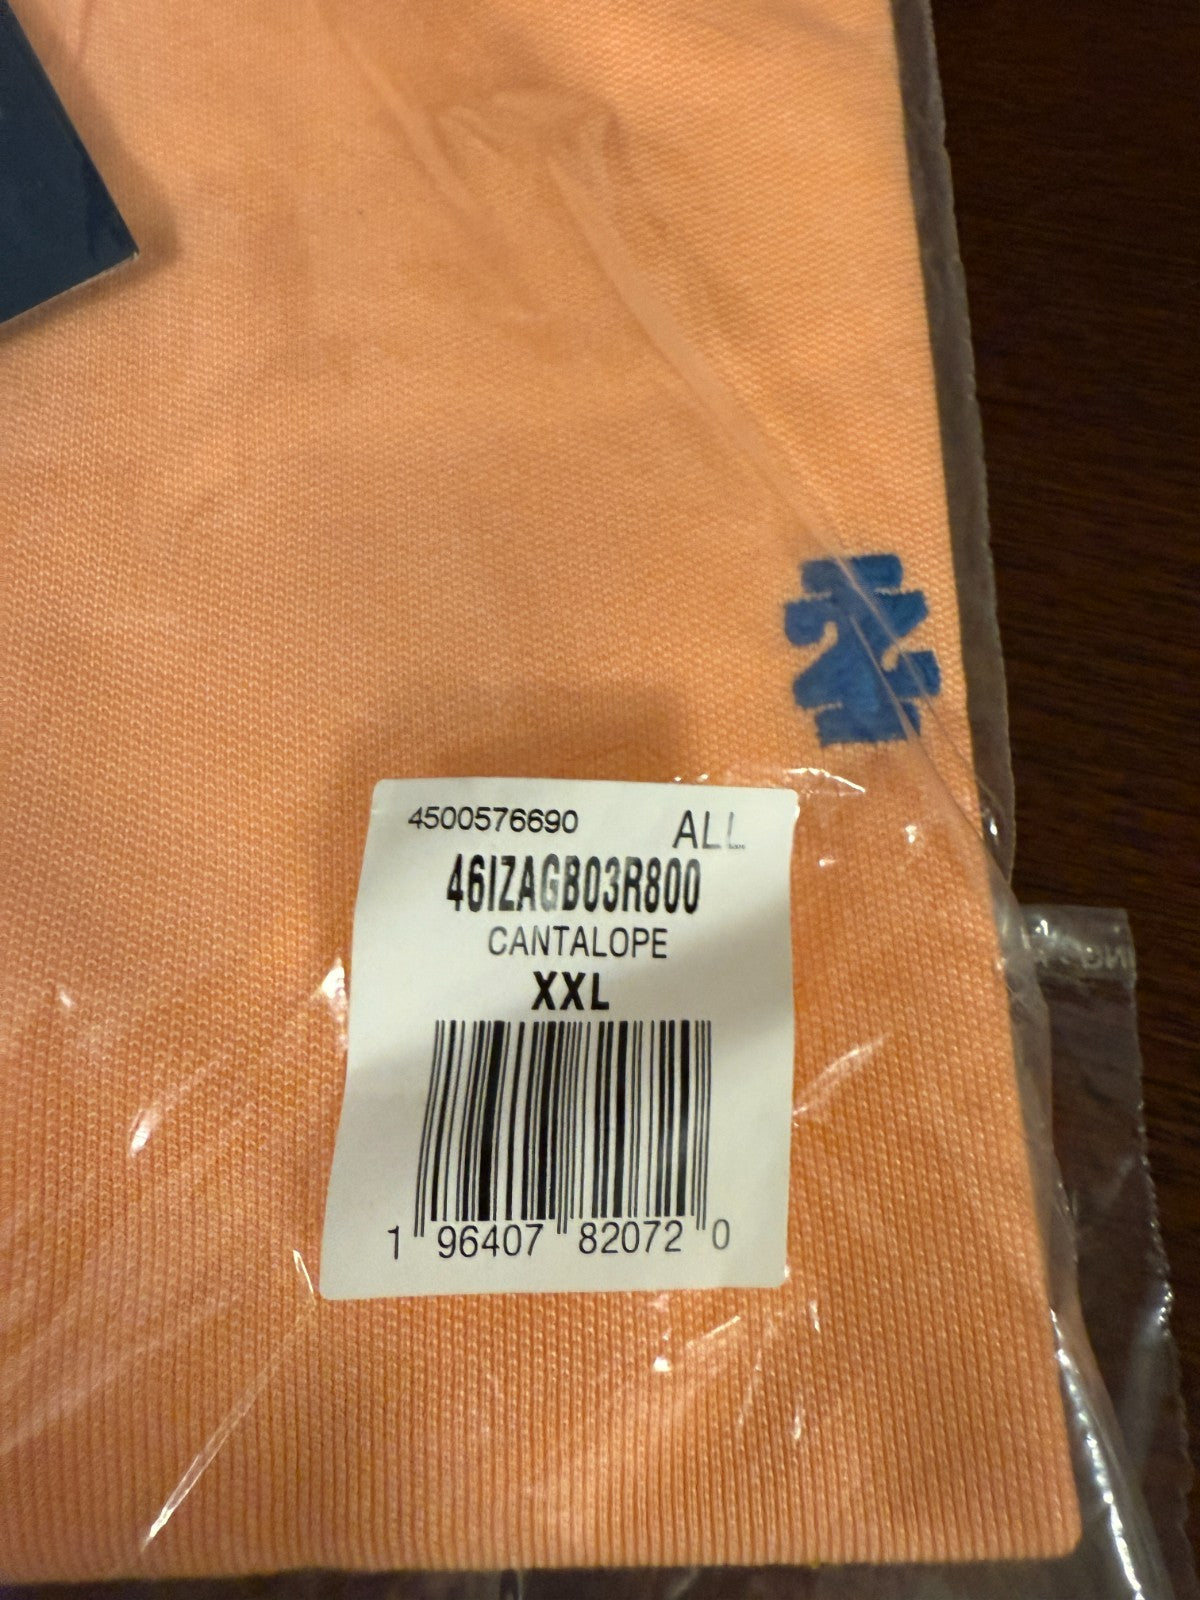 4500576690 ALL
46IZAGB03R800
CANTALOPE
XXL
1 96407 82072 0